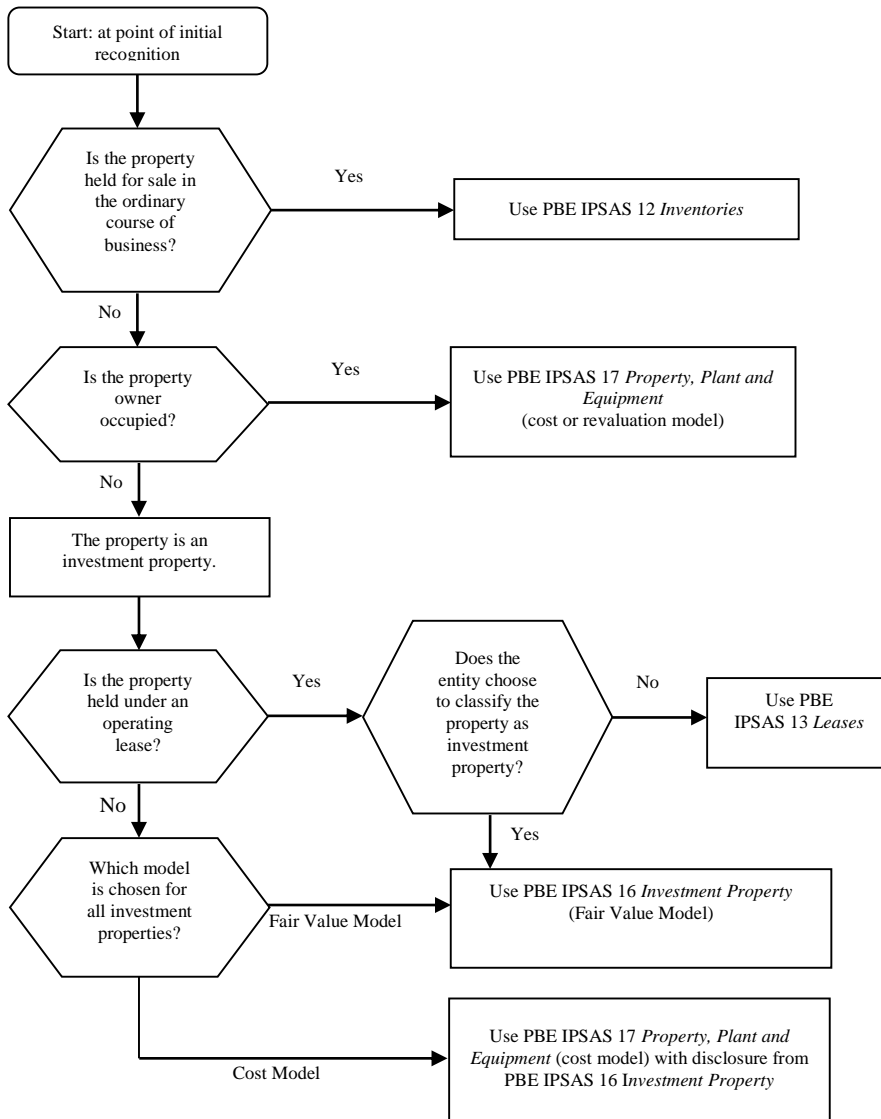 Start: at point of initial
recognition
Is the property
held for sale in
the ordinary
course of
business?
Yes
Use PBE IPSAS 12 Inventories
No
Is the property
owner
occupied?
Yes
Use PBE IPSAS 17 Property, Plant and
Equipment
(cost or revaluation model)
No
The property is an
investment property.
Is the property
held under an
operating
lease?
Yes
Does the
entity choose
to classify the
property as
investment
property?
No
Use PBE
IPSAS 13 Leases
No
Yes
Which model
is chosen for
all investment
properties?
Fair Value Model
Use PBE IPSAS 16 Investment Property
(Fair Value Model)
Cost Model
Use PBE IPSAS 17 Property, Plant and
Equipment (cost model) with disclosure from
PBE IPSAS 16 Investment Property